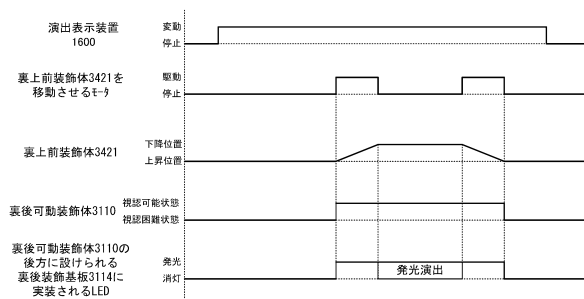 演出表示装置
1600
変動
停止
裏上前装飾体3421を
移動させるﾓｰﾀ
駆動
停止
裏上前装飾体3421
下降位置
上昇位置
裏後可動装飾体3110
視認可能状態
視認困難状態
裏後可動装飾体3110の
後方に設けられる
裏後装飾基板3114に
実装されるLED
発光
消灯
発光演出